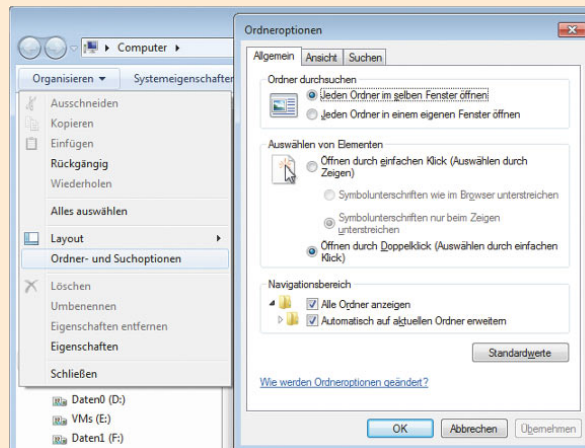 Computer
Organisieren
Systemeigenschafter
Ausschneiden
Kopieren
Einfügen
Rückgängig
Wiederholen
Alles auswählen
Layout
Ordner- und Suchoptionen
Löschen
Umbenennen
Eigenschaften entfernen
Eigenschaften
Schließen
Daten0 (D:)
VMs (E:)
Daten1 (F:)
Ordneroptionen
Allgemein Ansicht Suchen
Ordner durchsuchen
Jeden Ordner im selben Fenster öffnen
Jeden Ordner in einem eigenen Fenster öffnen
Auswählen von Elementen
Öffnen durch einfachen Klick (Auswählen durch
Zeigen)
Symbolunterschriften wie im Browser unterstreichen
Symbolunterschriften nur beim Zeigen
unterstreichen
Öffnen durch Doppelklick (Auswählen durch einfachen
Klick)
Navigationsbereich
Alle Ordner anzeigen
Automatisch auf aktuellen Ordner erweitern
Standardwerte
Wie werden Ordneroptionen geändert?
OK Abbrechen Übernehmen